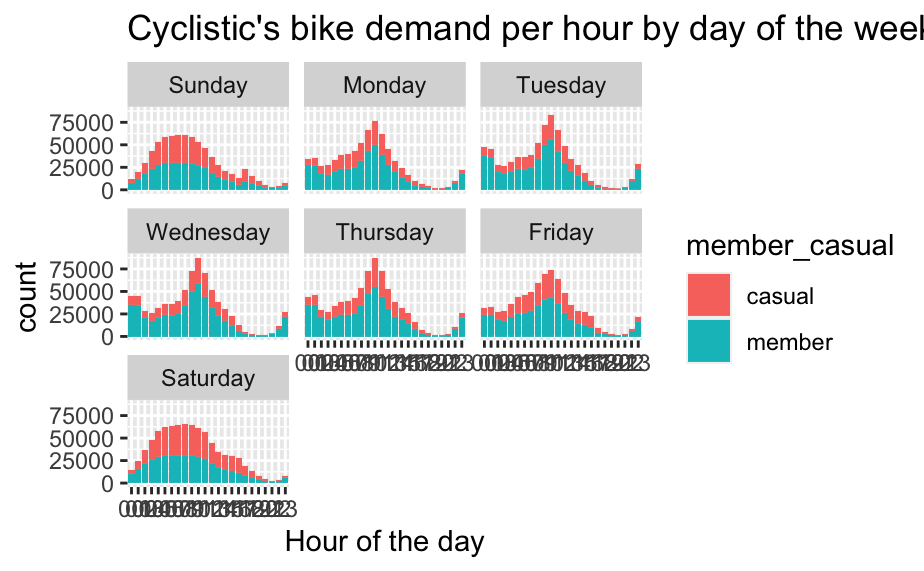 Cyclistic's bike demand per hour by day of the week
Sunday
Monday
Tuesday
75000
50000
25000
0
Wednesday
Thursday
Friday
75000
50000
25000
0
Saturday
75000
50000
25000
0
count
Hour of the day
member_casual
casual
member